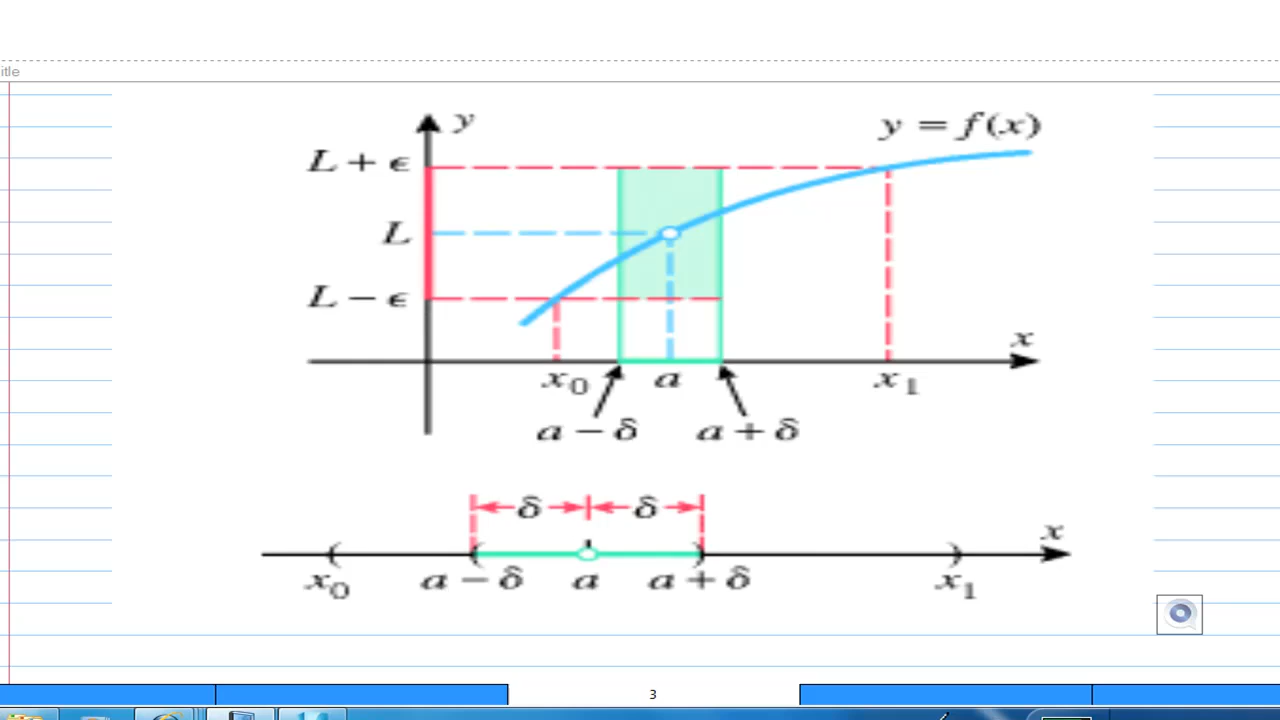 itle
y
y = f(x)
L + ϵ
L
L − ϵ
x
x₀ a x₁
a − δ a + δ
δ δ
x
x₀ a − δ a a + δ x₁
3